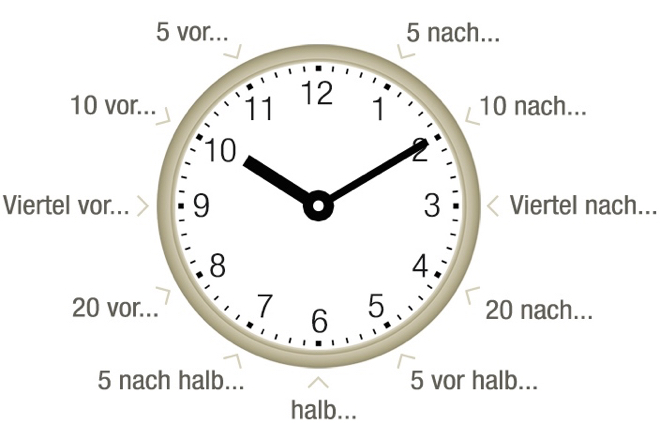 5 vor...
5 nach...
10 vor...
10 nach...
Viertel vor...
Viertel nach...
20 vor...
20 nach...
5 nach halb...
5 vor halb...
halb...
12
1
2
3
4
5
6
7
8
9
10
11